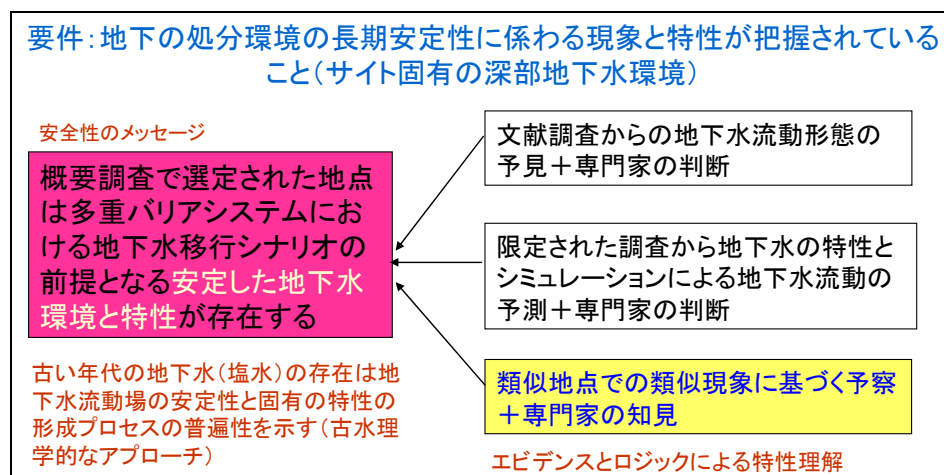 要件：地下の処分環境の長期安定性に係わる現象と特性が把握されている
こと（サイト固有の深部地下水環境）
安全性のメッセージ
概要調査で選定された地点
は多重バリアシステムにお
ける地下水移行シナリオの
前提となる安定した地下水
環境と特性が存在する
古い年代の地下水（塩水）の存在は地
下水流動場の安定性と固有の特性の
形成プロセスの普遍性を示す（古水理
学的なアプローチ）
文献調査からの地下水流動形態の
予見＋専門家の判断
限定された調査から地下水の特性と
シミュレーションによる地下水流動の
予測＋専門家の判断
類似地点での類似現象に基づく予察
＋専門家の知見
エビデンスとロジックによる特性理解